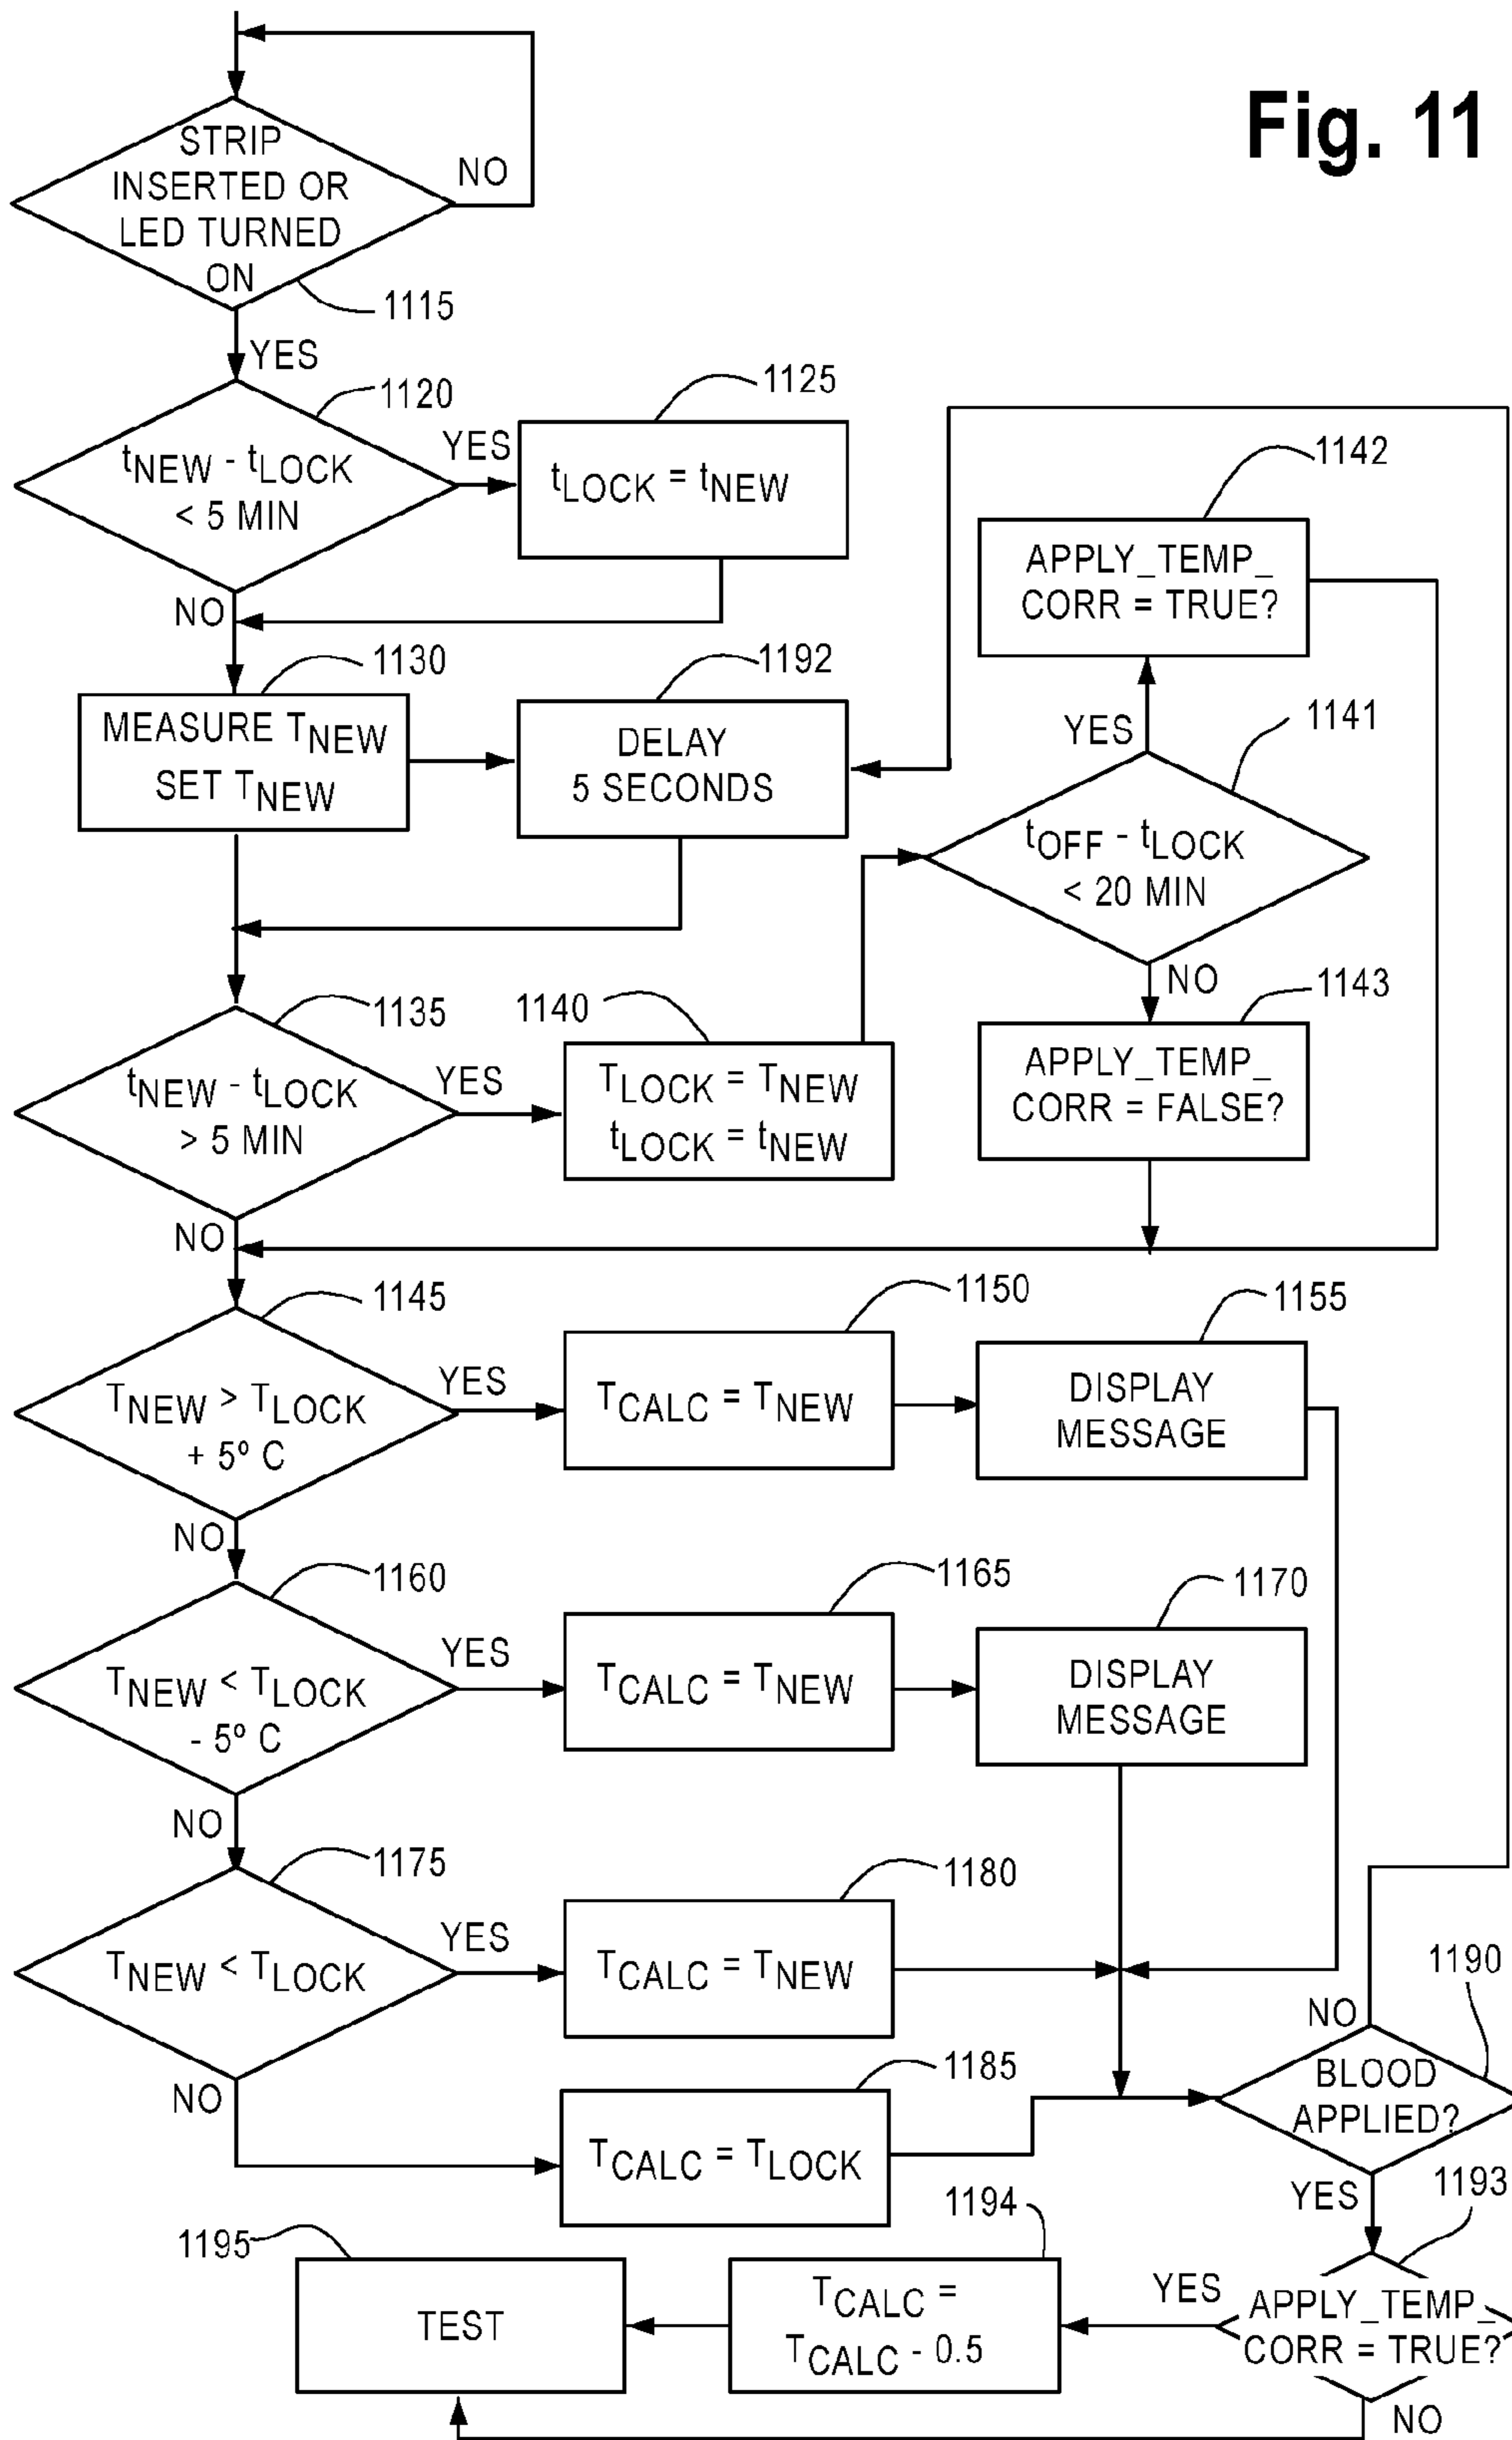 Fig. 11
STRIP
INSERTED OR
LED TURNED
ON
NO
1115
YES
1120
tNEW - tLOCK
< 5 MIN
YES
1125
tLOCK = tNEW
NO
1130
MEASURE TNEW
SET TNEW
1192
DELAY
5 SECONDS
1142
APPLY_TEMP_
CORR = TRUE?
YES
1141
tOFF - tLOCK
< 20 MIN
NO
1143
APPLY_TEMP_
CORR = FALSE?
1135
tNEW - tLOCK
> 5 MIN
YES
1140
TLOCK = TNEW
tLOCK = tNEW
NO
1145
TNEW > TLOCK
+ 5º C
YES
1150
TCALC = TNEW
1155
DISPLAY
MESSAGE
NO
1160
TNEW < TLOCK
- 5º C
YES
1165
TCALC = TNEW
1170
DISPLAY
MESSAGE
NO
1175
TNEW < TLOCK
YES
1180
TCALC = TNEW
NO
1185
TCALC = TLOCK
1190
NO
BLOOD
APPLIED?
YES
1193
APPLY_TEMP_
CORR = TRUE?
YES
1194
TCALC =
TCALC - 0.5
1195
TEST
NO